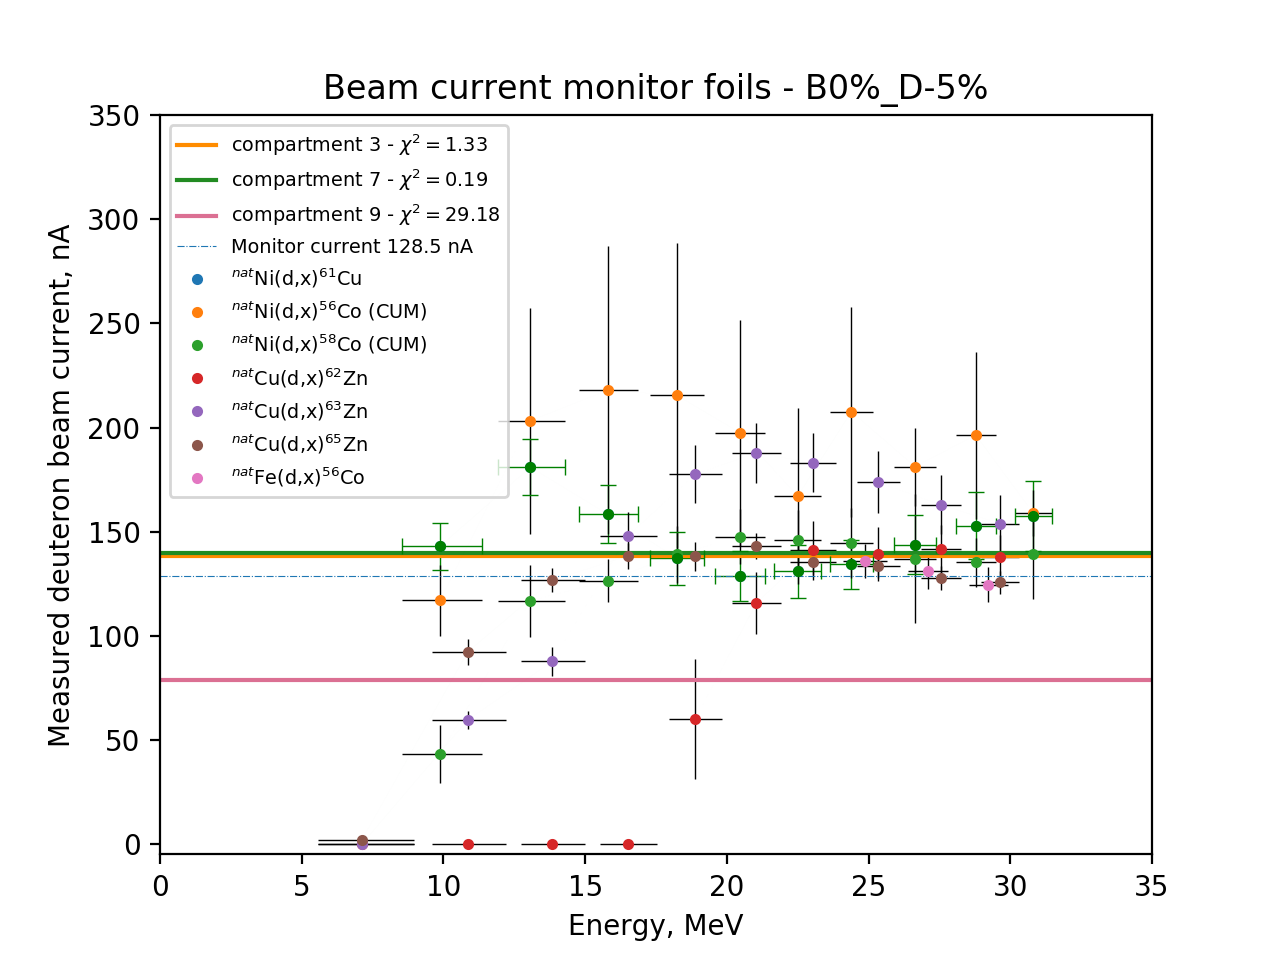 Beam current monitor foils - B0%_D-5%
350
300
250
200
150
100
50
0
Measured deuteron beam current, nA
compartment 3 - χ² = 1.33
compartment 7 - χ² = 0.19
compartment 9 - χ² = 29.18
Monitor current 128.5 nA
ⁿᵃᵗNi(d,x)⁶¹Cu
ⁿᵃᵗNi(d,x)⁵⁶Co (CUM)
ⁿᵃᵗNi(d,x)⁵⁸Co (CUM)
ⁿᵃᵗCu(d,x)⁶²Zn
ⁿᵃᵗCu(d,x)⁶³Zn
ⁿᵃᵗCu(d,x)⁶⁵Zn
ⁿᵃᵗFe(d,x)⁵⁶Co
0 5 10 15 20 25 30 35
Energy, MeV